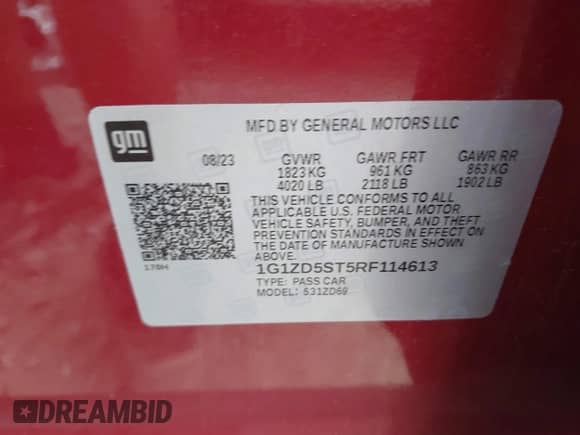 gm
MFD BY GENERAL MOTORS LLC
08/23 GVWR GAWR FRT GAWR RR
1823 KG 961 KG 863 KG
4020 LB 2118 LB 1902 LB
THIS VEHICLE CONFORMS TO ALL
APPLICABLE U.S. FEDERAL MOTOR
VEHICLE SAFETY, BUMPER, AND THEFT
PREVENTION STANDARDS IN EFFECT ON
THE DATE OF MANUFACTURE SHOWN
ABOVE.
178H
1G1ZD5ST5RF114613
TYPE: PASS CAR
MODEL: 531ZD69
DREAMBID